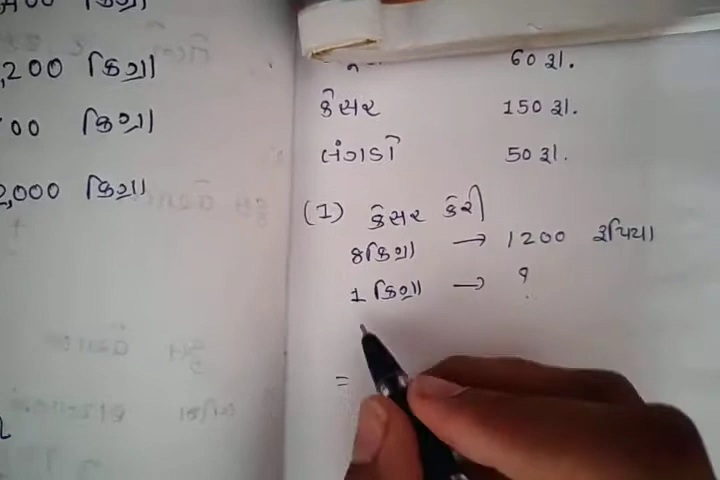 ,200 કિગ્રા
00 કિગ્રા
2,000 કિગ્રા
60 રૂ.
કેસર 150 રૂ.
લંગડો 50 રૂ.
(1) કેસર કેરી
8 કિગ્રા → 1200 રૂપિયા
1 કિગ્રા → ?
=